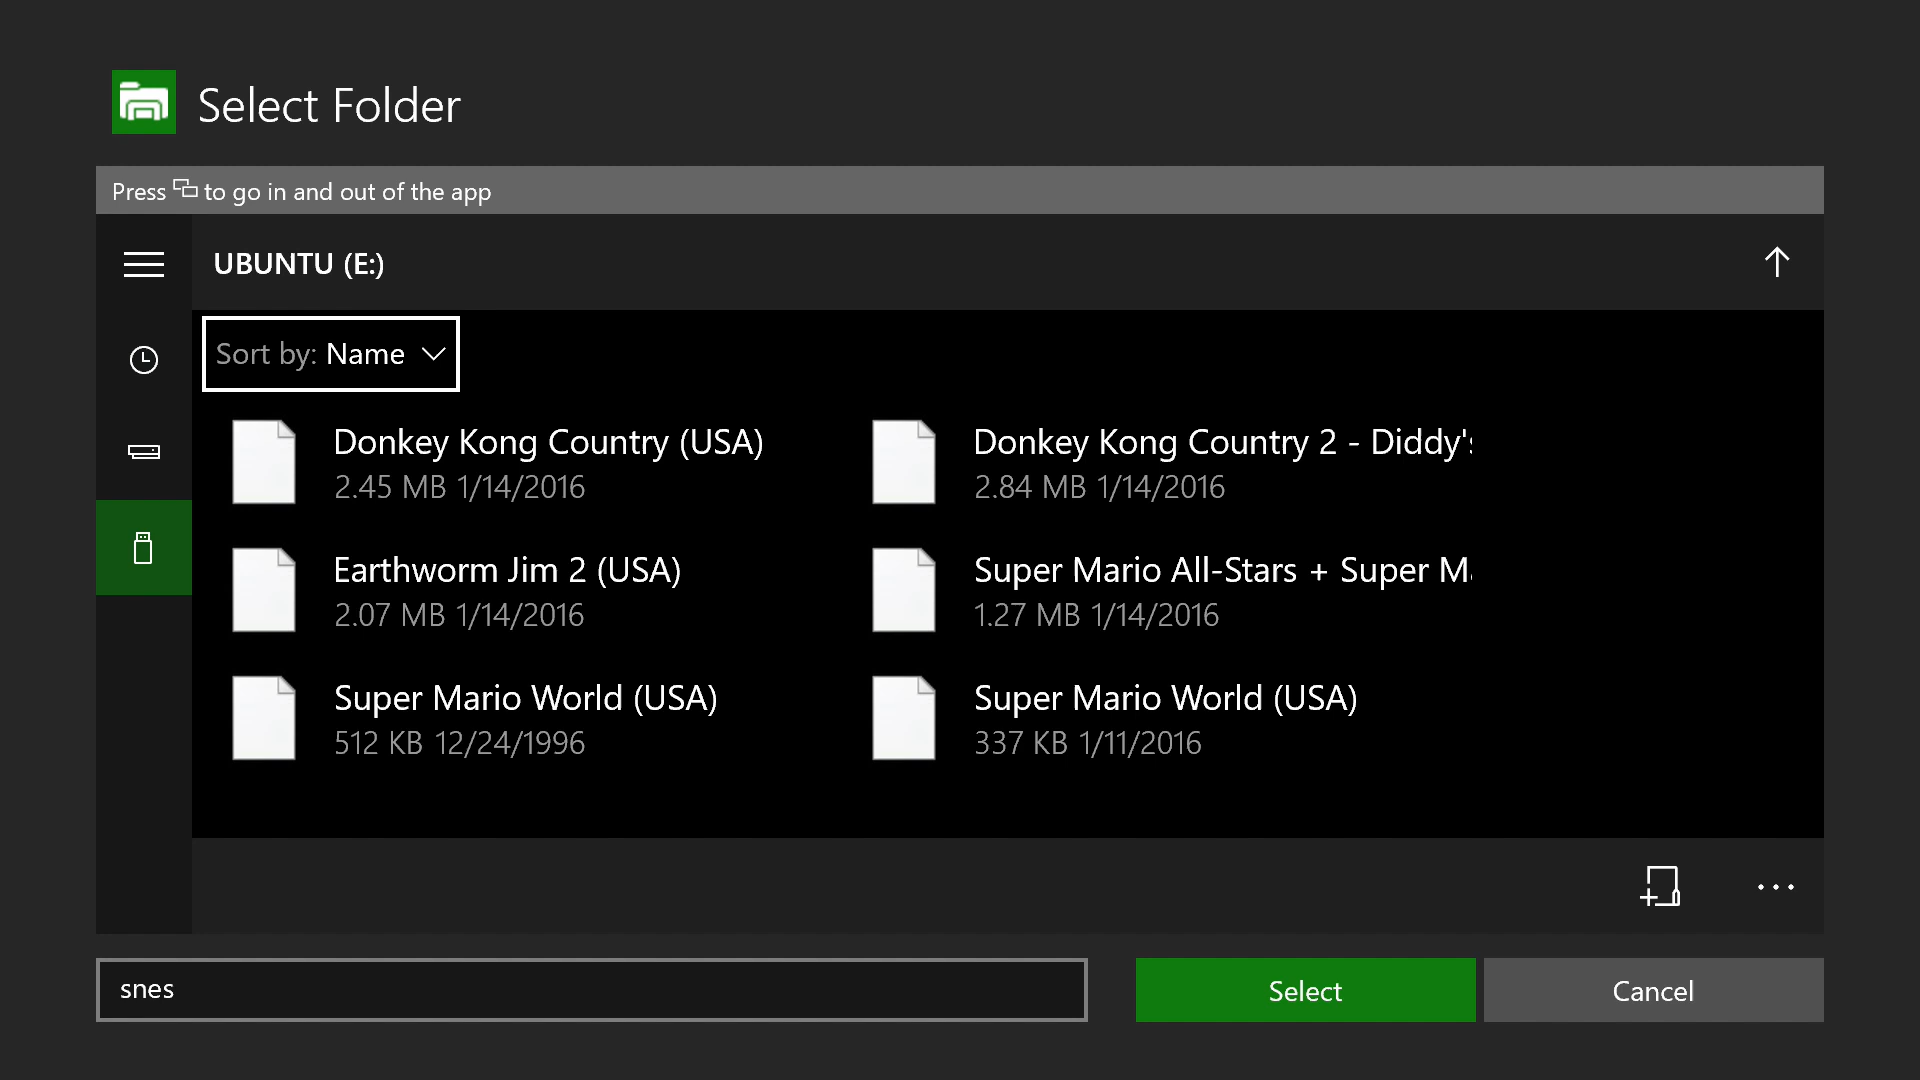 Select Folder
Press to go in and out of the app
UBUNTU (E:)
Sort by: Name
Donkey Kong Country (USA)
2.45 MB 1/14/2016
Donkey Kong Country 2 - Diddy's
2.84 MB 1/14/2016
Earthworm Jim 2 (USA)
2.07 MB 1/14/2016
Super Mario All-Stars + Super M
1.27 MB 1/14/2016
Super Mario World (USA)
512 KB 12/24/1996
Super Mario World (USA)
337 KB 1/11/2016
snes
Select
Cancel